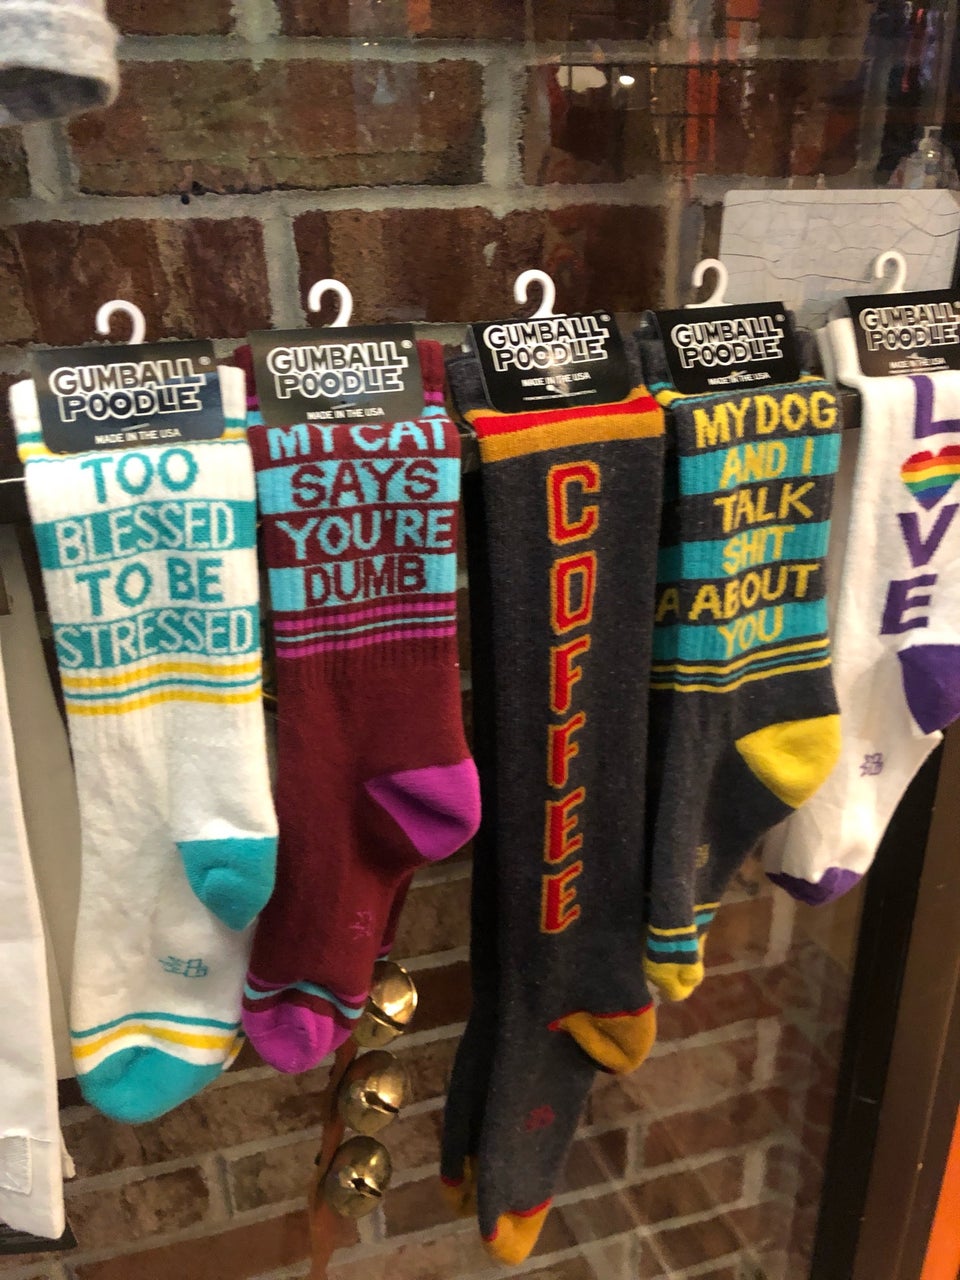 GUMBALL®
POODLE
MADE IN THE USA
TOO
BLESSED
TO BE
STRESSED
GUMBALL®
POODLE
MADE IN THE USA
MY CAT
SAYS
YOU'RE
DUMB
GUMBALL®
POODLE
MADE IN THE USA
COFFEE
GUMBALL®
POODLE
MADE IN THE USA
MY DOG
AND I
TALK
SHIT
A ABOUT
YOU
GUMBALL
POODLE
MADE IN THE USA
L
VE